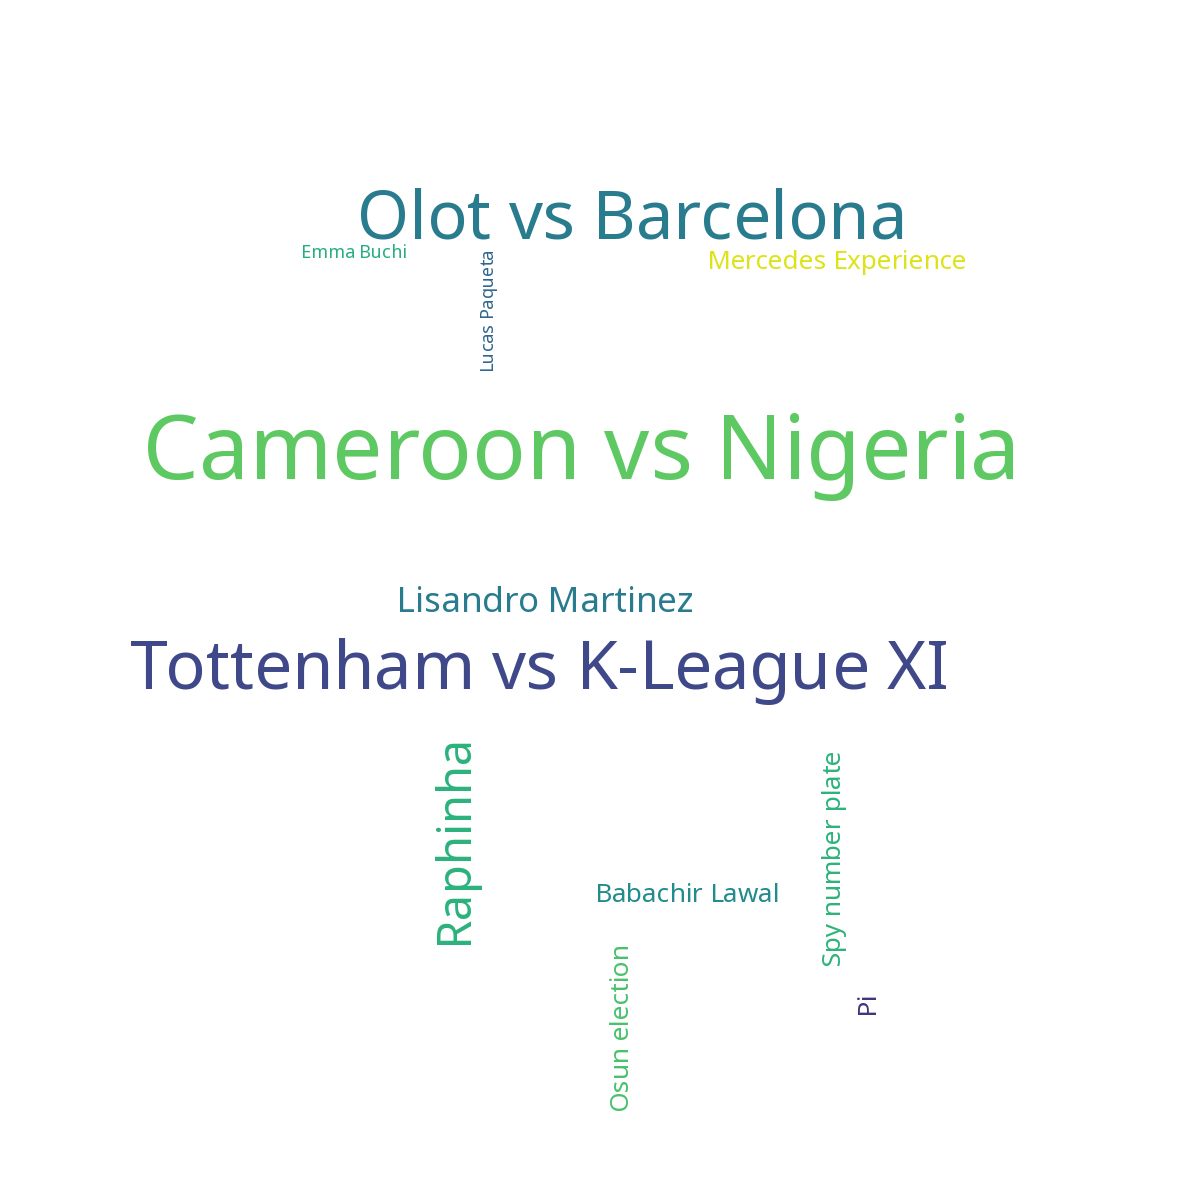 Olot vs Barcelona
Emma Buchi
Mercedes Experience
Lucas Paqueta
Cameroon vs Nigeria
Lisandro Martinez
Tottenham vs K-League XI
Raphinha
Spy number plate
Babachir Lawal
Osun election
Pi